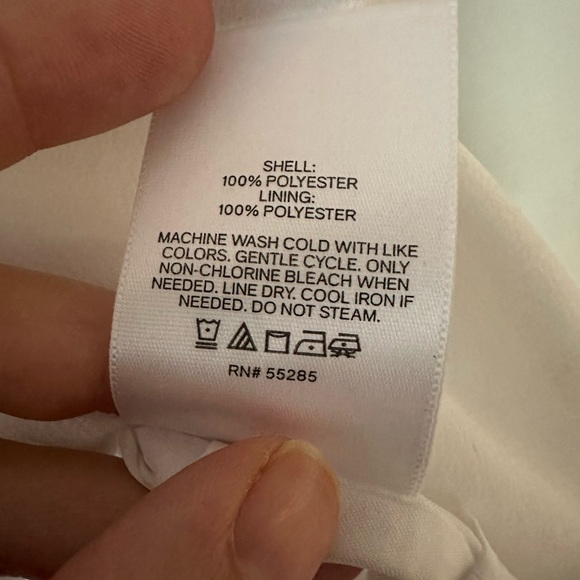 SHELL:
100% POLYESTER
LINING:
100% POLYESTER
MACHINE WASH COLD WITH LIKE
COLORS. GENTLE CYCLE. ONLY
NON-CHLORINE BLEACH WHEN
NEEDED. LINE DRY. COOL IRON IF
NEEDED. DO NOT STEAM.
RN# 55285